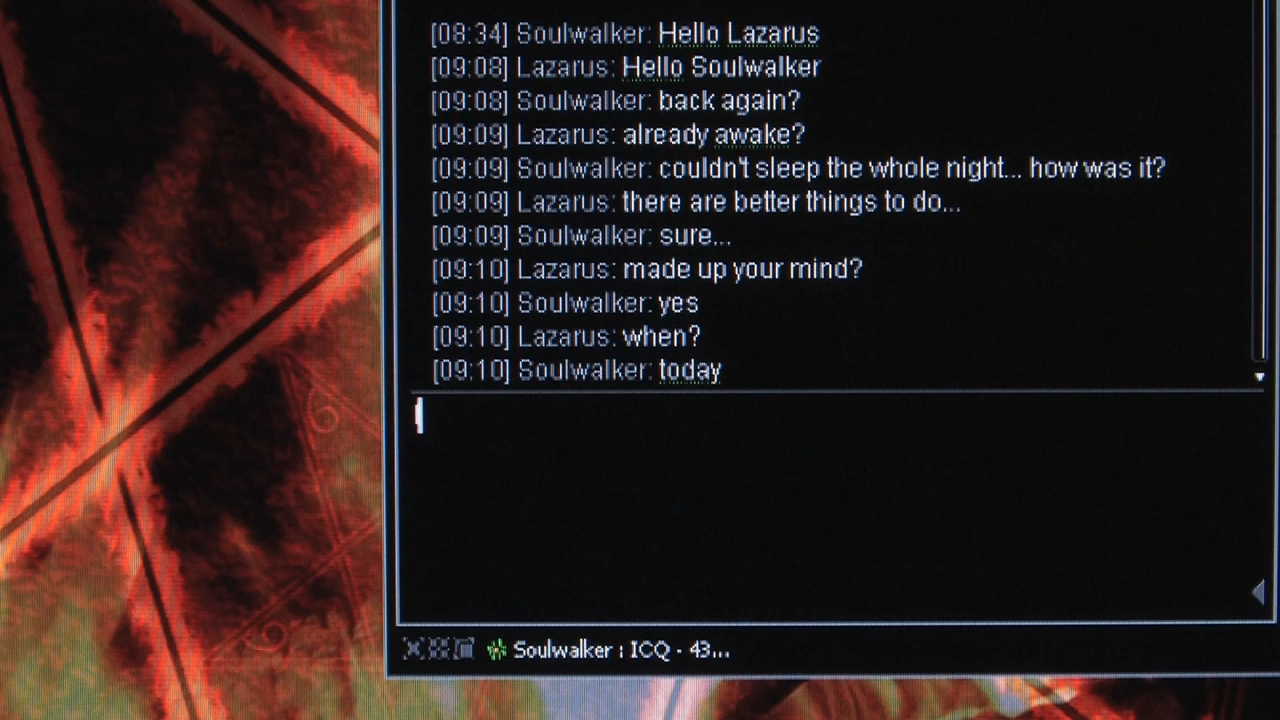 [08:34] Soulwalker: Hello Lazarus
[09:08] Lazarus: Hello Soulwalker
[09:08] Soulwalker: back again?
[09:09] Lazarus: already awake?
[09:09] Soulwalker: couldn't sleep the whole night... how was it?
[09:09] Lazarus: there are better things to do...
[09:09] Soulwalker: sure...
[09:10] Lazarus: made up your mind?
[09:10] Soulwalker: yes
[09:10] Lazarus: when?
[09:10] Soulwalker: today
Soulwalker : ICQ - 43...